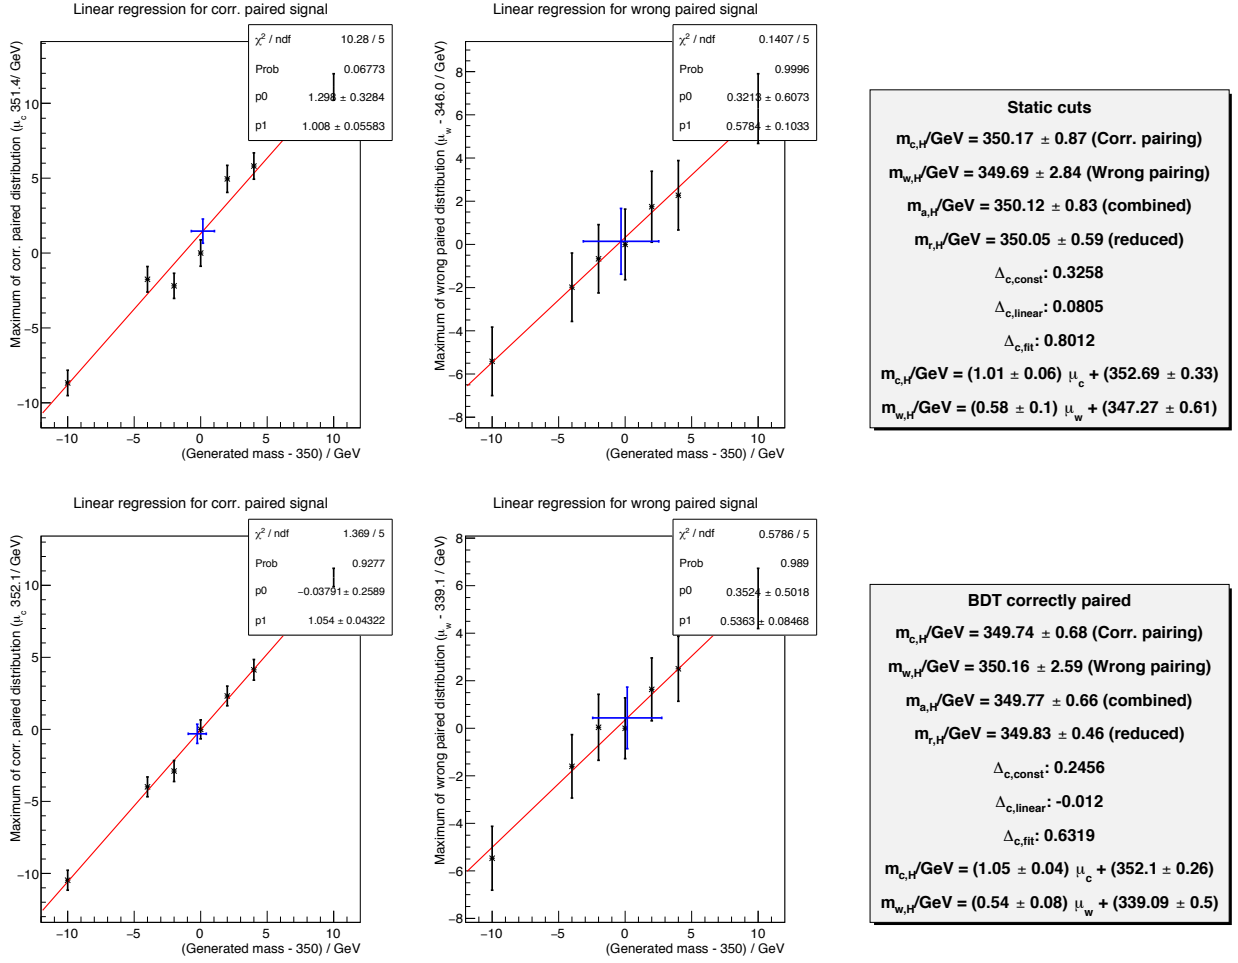 Linear regression for corr. paired signal
Maximum of corr. paired distribution (μc 351.4/ GeV)
χ² / ndf 10.28 / 5
Prob 0.06773
p0 1.298 ± 0.3284
p1 1.008 ± 0.05583
10
5
0
−5
−10
−10 −5 0 5 10
(Generated mass - 350) / GeV
Linear regression for wrong paired signal
Maximum of wrong paired distribution (μw - 346.0 / GeV)
χ² / ndf 0.1407 / 5
Prob 0.9996
p0 0.3213 ± 0.6073
p1 0.5784 ± 0.1033
8
6
4
2
0
−2
−4
−6
−8
−10 −5 0 5 10
(Generated mass - 350) / GeV
Static cuts
mc,H/GeV = 350.17 ± 0.87 (Corr. pairing)
mw,H/GeV = 349.69 ± 2.84 (Wrong pairing)
ma,H/GeV = 350.12 ± 0.83 (combined)
mr,H/GeV = 350.05 ± 0.59 (reduced)
Δc,const: 0.3258
Δc,linear: 0.0805
Δc,fit: 0.8012
mc,H/GeV = (1.01 ± 0.06) μc + (352.69 ± 0.33)
mw,H/GeV = (0.58 ± 0.1) μw + (347.27 ± 0.61)
Linear regression for corr. paired signal
Maximum of corr. paired distribution (μc 352.1/ GeV)
χ² / ndf 1.369 / 5
Prob 0.9277
p0 −0.03791 ± 0.2589
p1 1.054 ± 0.04322
10
5
0
−5
−10
−10 −5 0 5 10
(Generated mass - 350) / GeV
Linear regression for wrong paired signal
Maximum of wrong paired distribution (μw - 339.1 / GeV)
χ² / ndf 0.5786 / 5
Prob 0.989
p0 0.3524 ± 0.5018
p1 0.5363 ± 0.08468
8
6
4
2
0
−2
−4
−6
−8
−10 −5 0 5 10
(Generated mass - 350) / GeV
BDT correctly paired
mc,H/GeV = 349.74 ± 0.68 (Corr. pairing)
mw,H/GeV = 350.16 ± 2.59 (Wrong pairing)
ma,H/GeV = 349.77 ± 0.66 (combined)
mr,H/GeV = 349.83 ± 0.46 (reduced)
Δc,const: 0.2456
Δc,linear: -0.012
Δc,fit: 0.6319
mc,H/GeV = (1.05 ± 0.04) μc + (352.1 ± 0.26)
mw,H/GeV = (0.54 ± 0.08) μw + (339.09 ± 0.5)